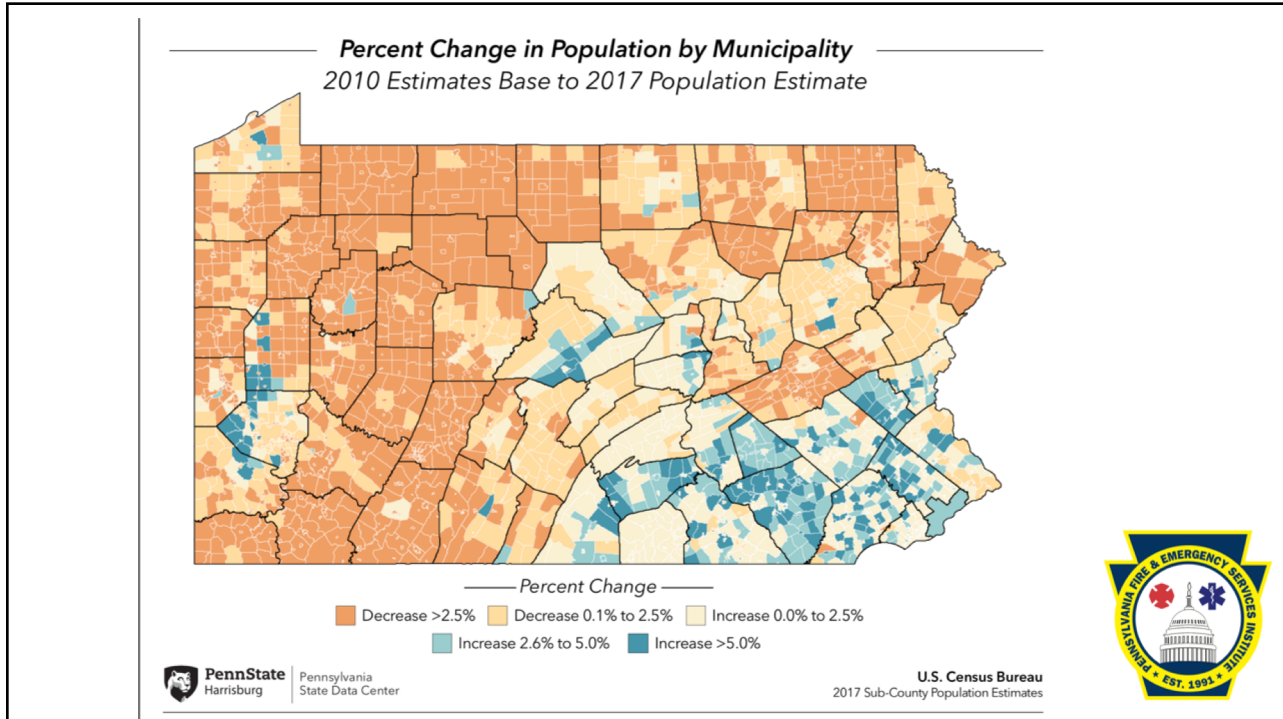 Percent Change in Population by Municipality
2010 Estimates Base to 2017 Population Estimate
Percent Change
Decrease >2.5%
Decrease 0.1% to 2.5%
Increase 0.0% to 2.5%
Increase 2.6% to 5.0%
Increase >5.0%
PennState
Harrisburg
Pennsylvania
State Data Center
U.S. Census Bureau
2017 Sub-County Population Estimates
PENNSYLVANIA FIRE & EMERGENCY SERVICES INSTITUTE
★ EST. 1991 ★